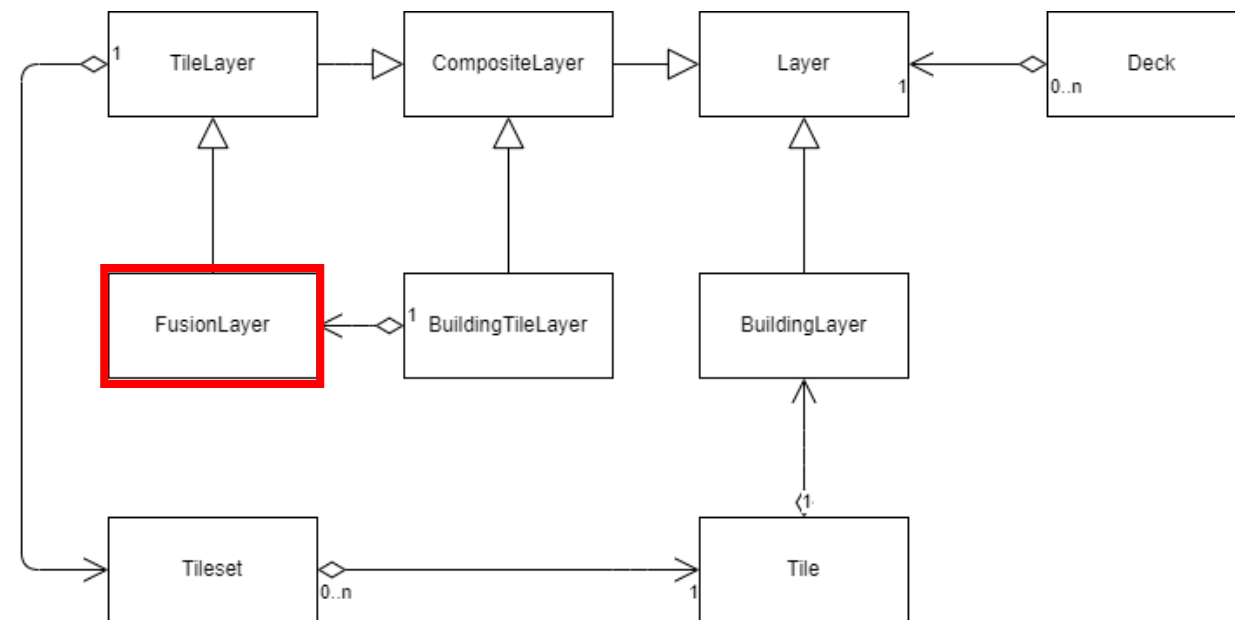 1
TileLayer
CompositeLayer
Layer
1
Deck
0..n
FusionLayer
1
BuildingTileLayer
BuildingLayer
1
Tileset
0..n
1
Tile